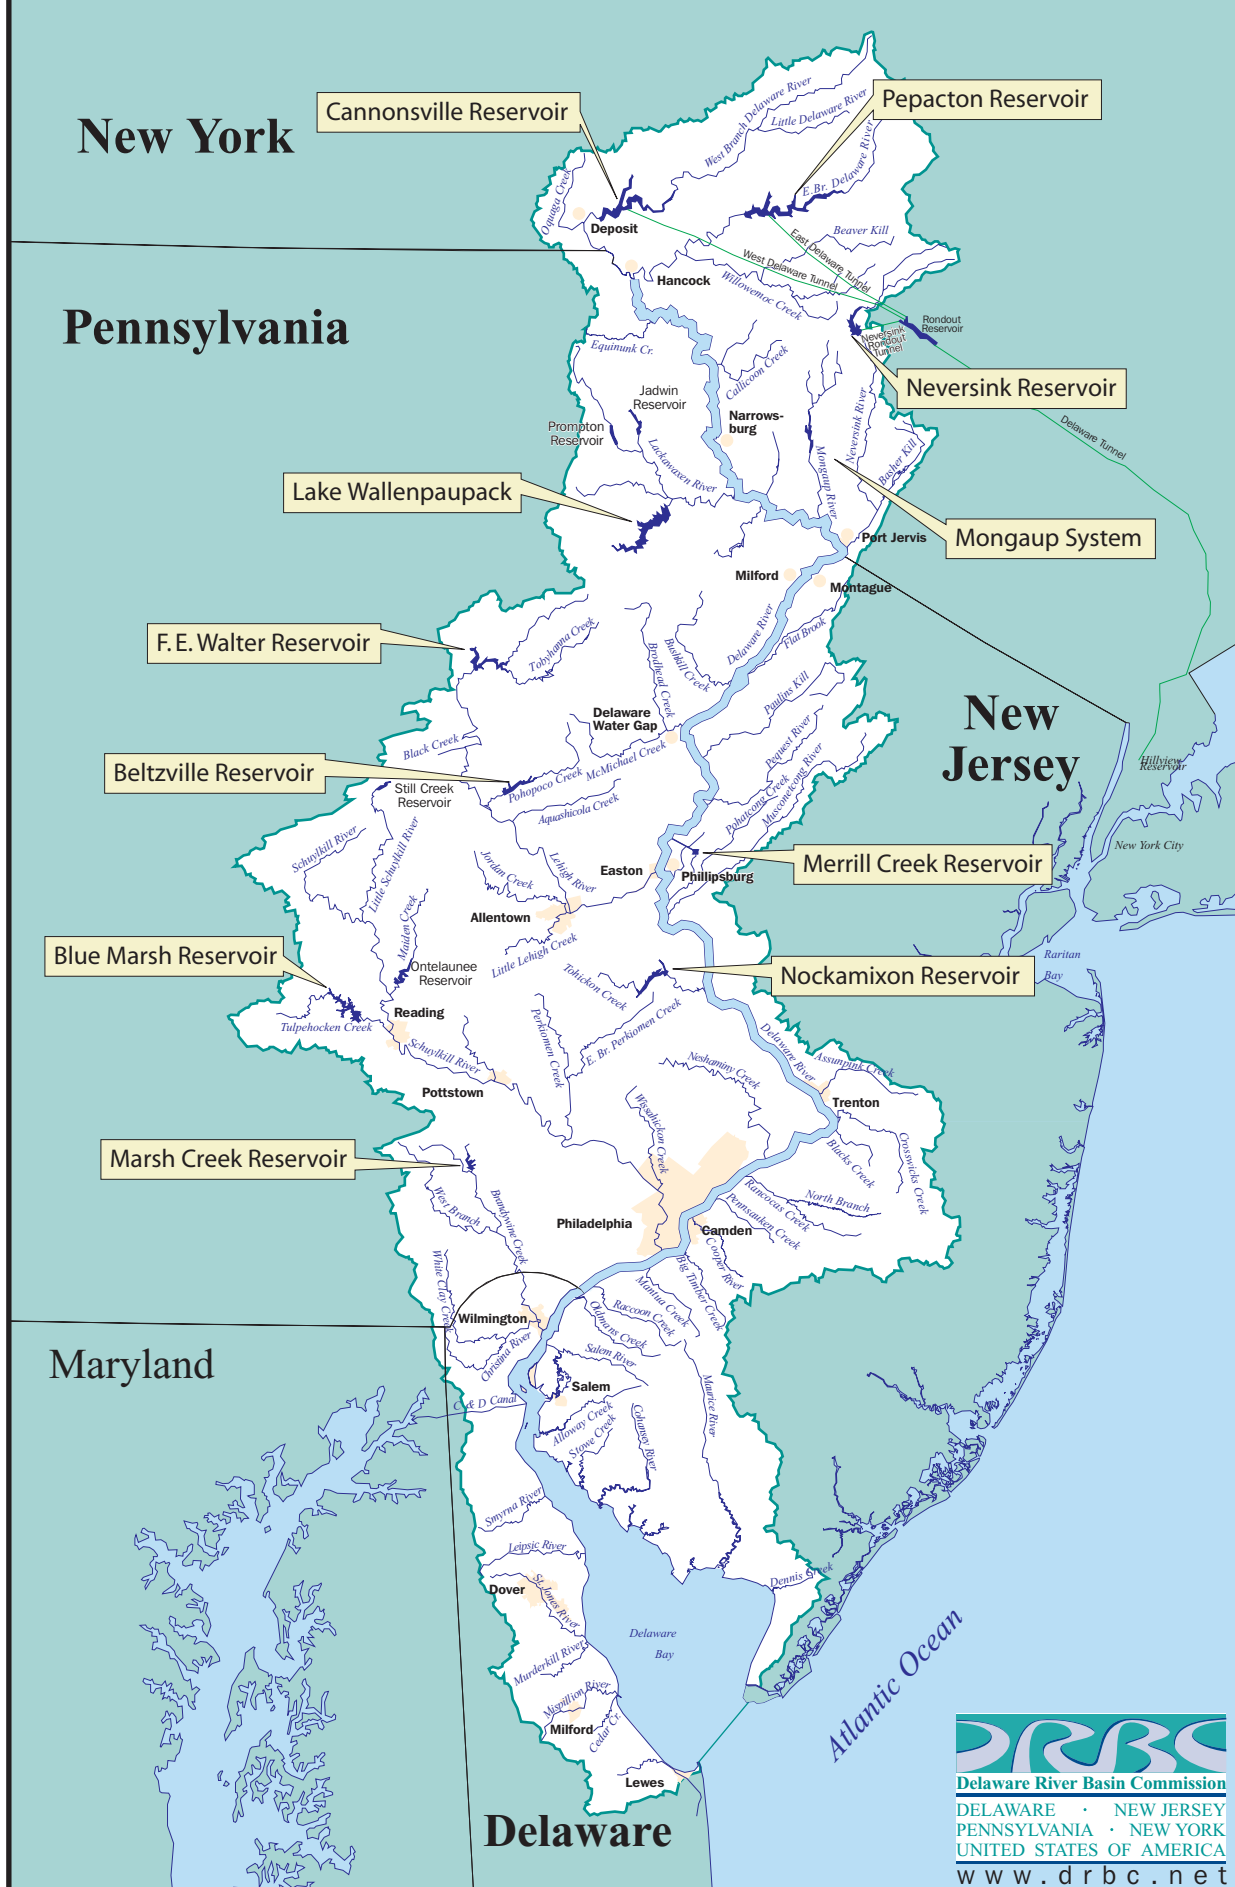 New York
Cannonsville Reservoir
Pepacton Reservoir
West Branch Delaware River
Little Delaware River
E. Br. Delaware River
Oquaga Creek
Deposit
Beaver Kill
East Delaware Tunnel
West Delaware Tunnel
Hancock
Willowemoc Creek
Pennsylvania
Rondout
Reservoir
Neversink
Rondout
Tunnel
Equinunk Cr.
Callicoon Creek
Neversink Reservoir
Jadwin
Reservoir
Prompton
Reservoir
Narrows-
burg
Neversink River
Delaware Tunnel
Basher Kill
Lackawaxen River
Mongaup River
Lake Wallenpaupack
Mongaup System
Port Jervis
Milford
Montague
F. E. Walter Reservoir
Tobyhanna Creek
Brodhead Creek
Bushkill Creek
Delaware River
Flat Brook
Paulins Kill
New
Jersey
Delaware
Water Gap
Black Creek
McMichael Creek
Pequest River
Beltzville Reservoir
Pohopoco Creek
Still Creek
Reservoir
Aquashicola Creek
Pohatcong Creek
Musconetcong River
Hillview
Reservoir
New York City
Schuylkill River
Little Schuylkill River
Jordan Creek
Lehigh River
Easton
Phillipsburg
Merrill Creek Reservoir
Allentown
Maiden Creek
Little Lehigh Creek
Blue Marsh Reservoir
Ontelaunee
Reservoir
Tohickon Creek
Nockamixon Reservoir
Raritan
Bay
Reading
Tulpehocken Creek
Schuylkill River
Perkiomen Creek
E. Br. Perkiomen Creek
Delaware River
Neshaminy Creek
Assunpink Creek
Pottstown
Trenton
Wissahickon Creek
Blacks Creek
Crosswicks Creek
Marsh Creek Reservoir
West Branch
Brandywine Creek
Rancocas Creek
North Branch
Pennsauken Creek
Philadelphia
Camden
Cooper River
Big Timber Creek
White Clay Creek
Mantua Creek
Raccoon Creek
Oldmans Creek
Wilmington
Christina River
Salem River
Maryland
Salem
C & D Canal
Alloway Creek
Stowe Creek
Cohansey River
Maurice River
Smyrna River
Leipsic River
Dover
St. Jones River
Dennis Creek
Delaware
Bay
Murderkill River
Mispillion River
Milford
Cedar Cr.
Lewes
Delaware
Atlantic Ocean
DRBC
Delaware River Basin Commission
DELAWARE · NEW JERSEY
PENNSYLVANIA · NEW YORK
UNITED STATES OF AMERICA
www.drbc.net